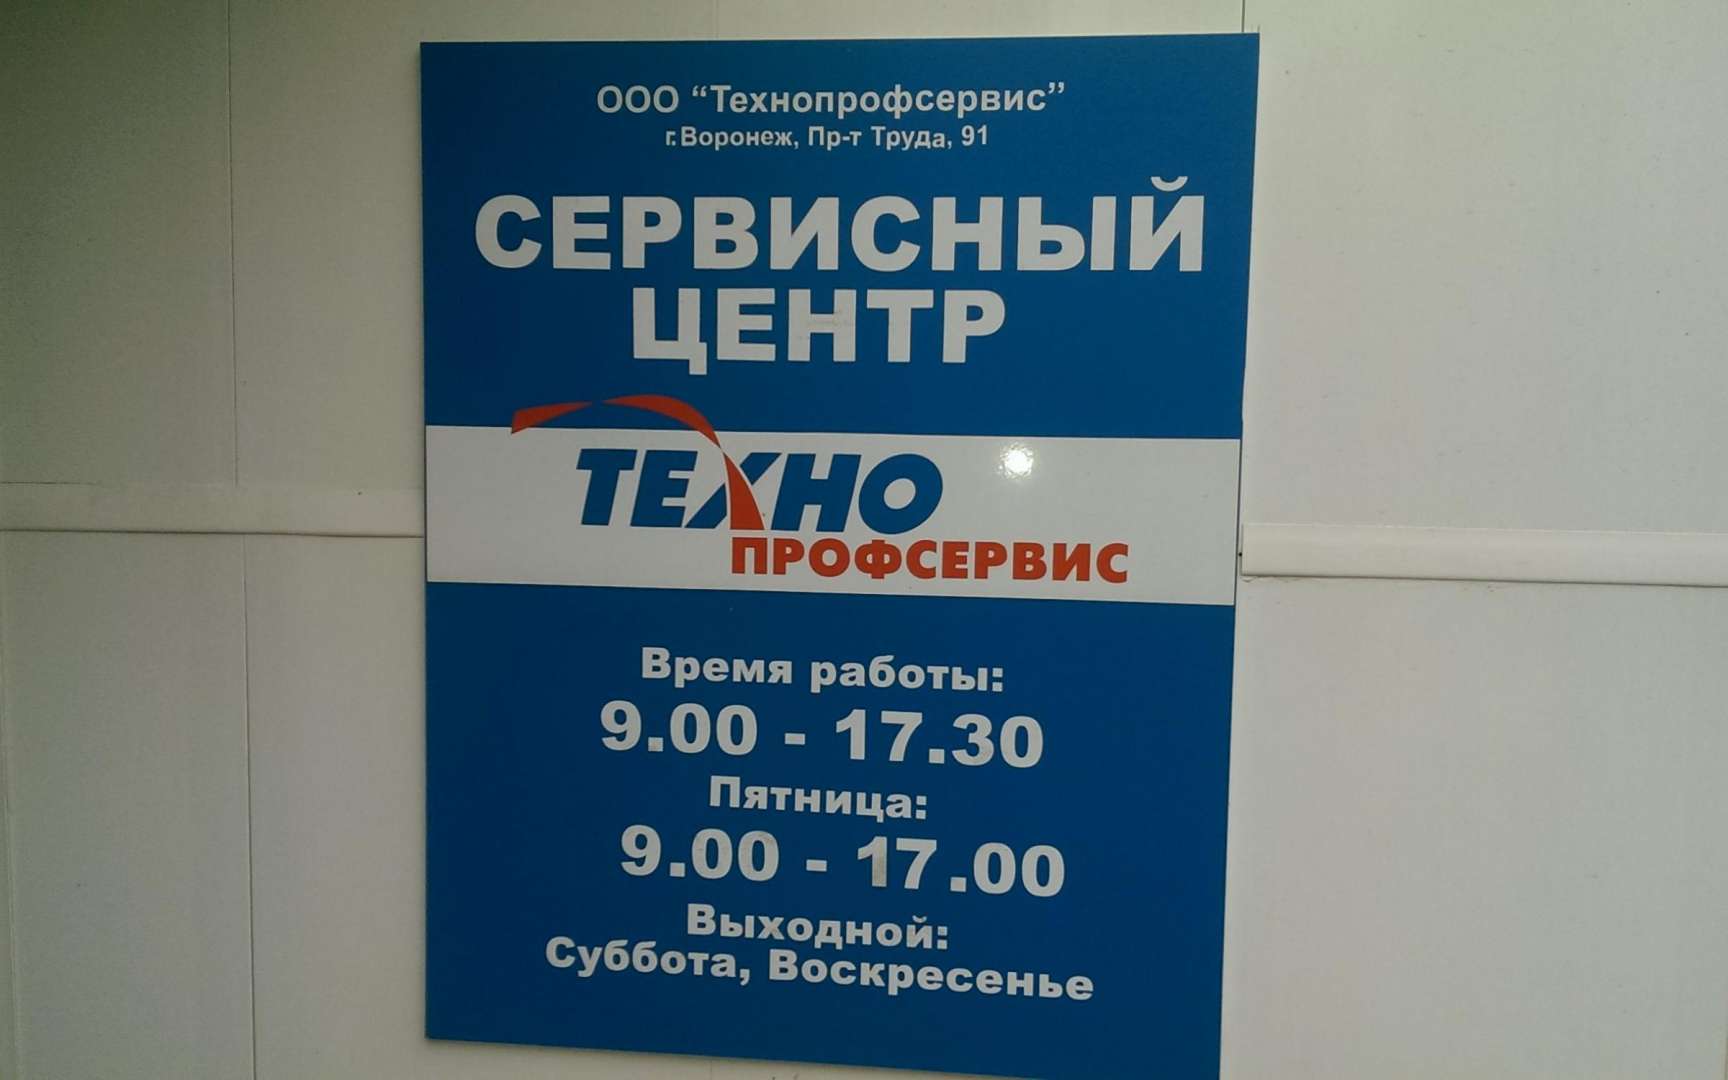 ООО “Технопрофсервис”
г.Воронеж, Пр-т Труда, 91
СЕРВИСНЫЙ
ЦЕНТР
ТЕХНО
ПРОФСЕРВИС
Время работы:
9.00 - 17.30
Пятница:
9.00 - 17.00
Выходной:
Суббота, Воскресенье